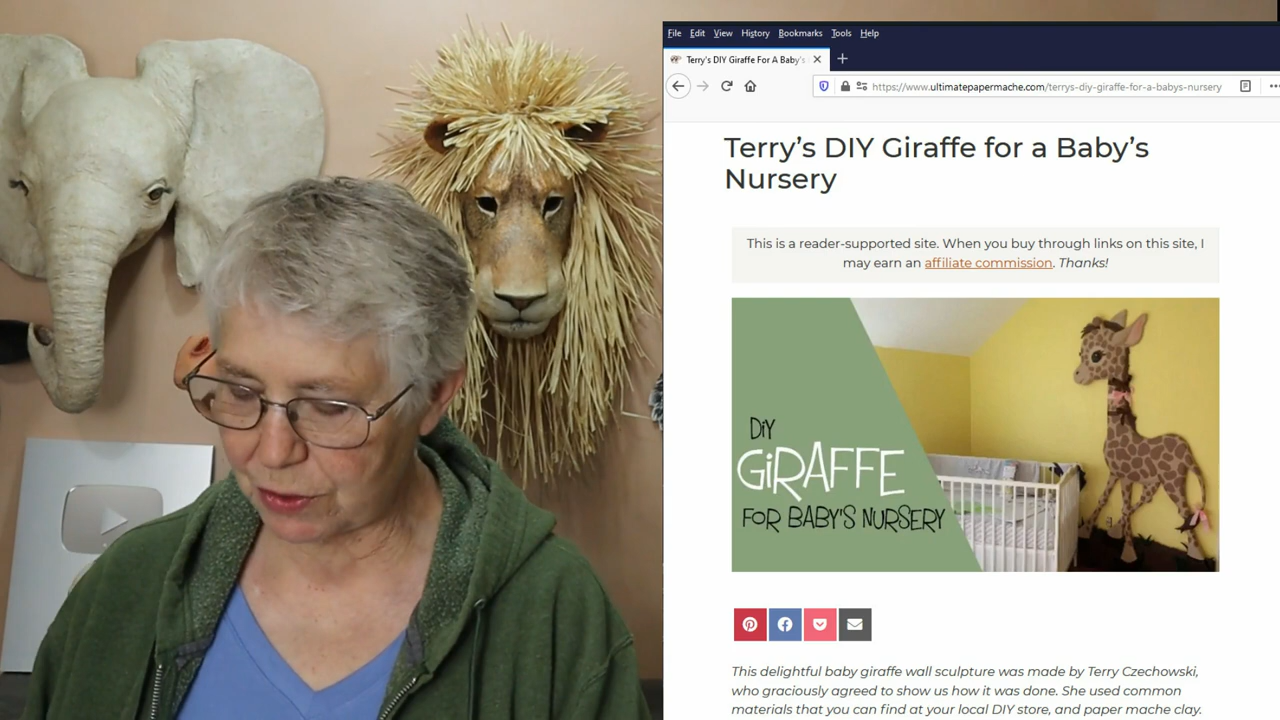 File Edit View History Bookmarks Tools Help
Terry's DIY Giraffe For A Baby's
https://www.ultimatepapermache.com/terrys-diy-giraffe-for-a-babys-nursery
Terry's DIY Giraffe for a Baby's
Nursery
This is a reader-supported site. When you buy through links on this site, I
may earn an affiliate commission. Thanks!
DiY
GiRAFFE
FOR BABY'S NURSERY
This delightful baby giraffe wall sculpture was made by Terry Czechowski,
who graciously agreed to show us how it was done. She used common
materials that you can find at your local DIY store, and paper mache clay.